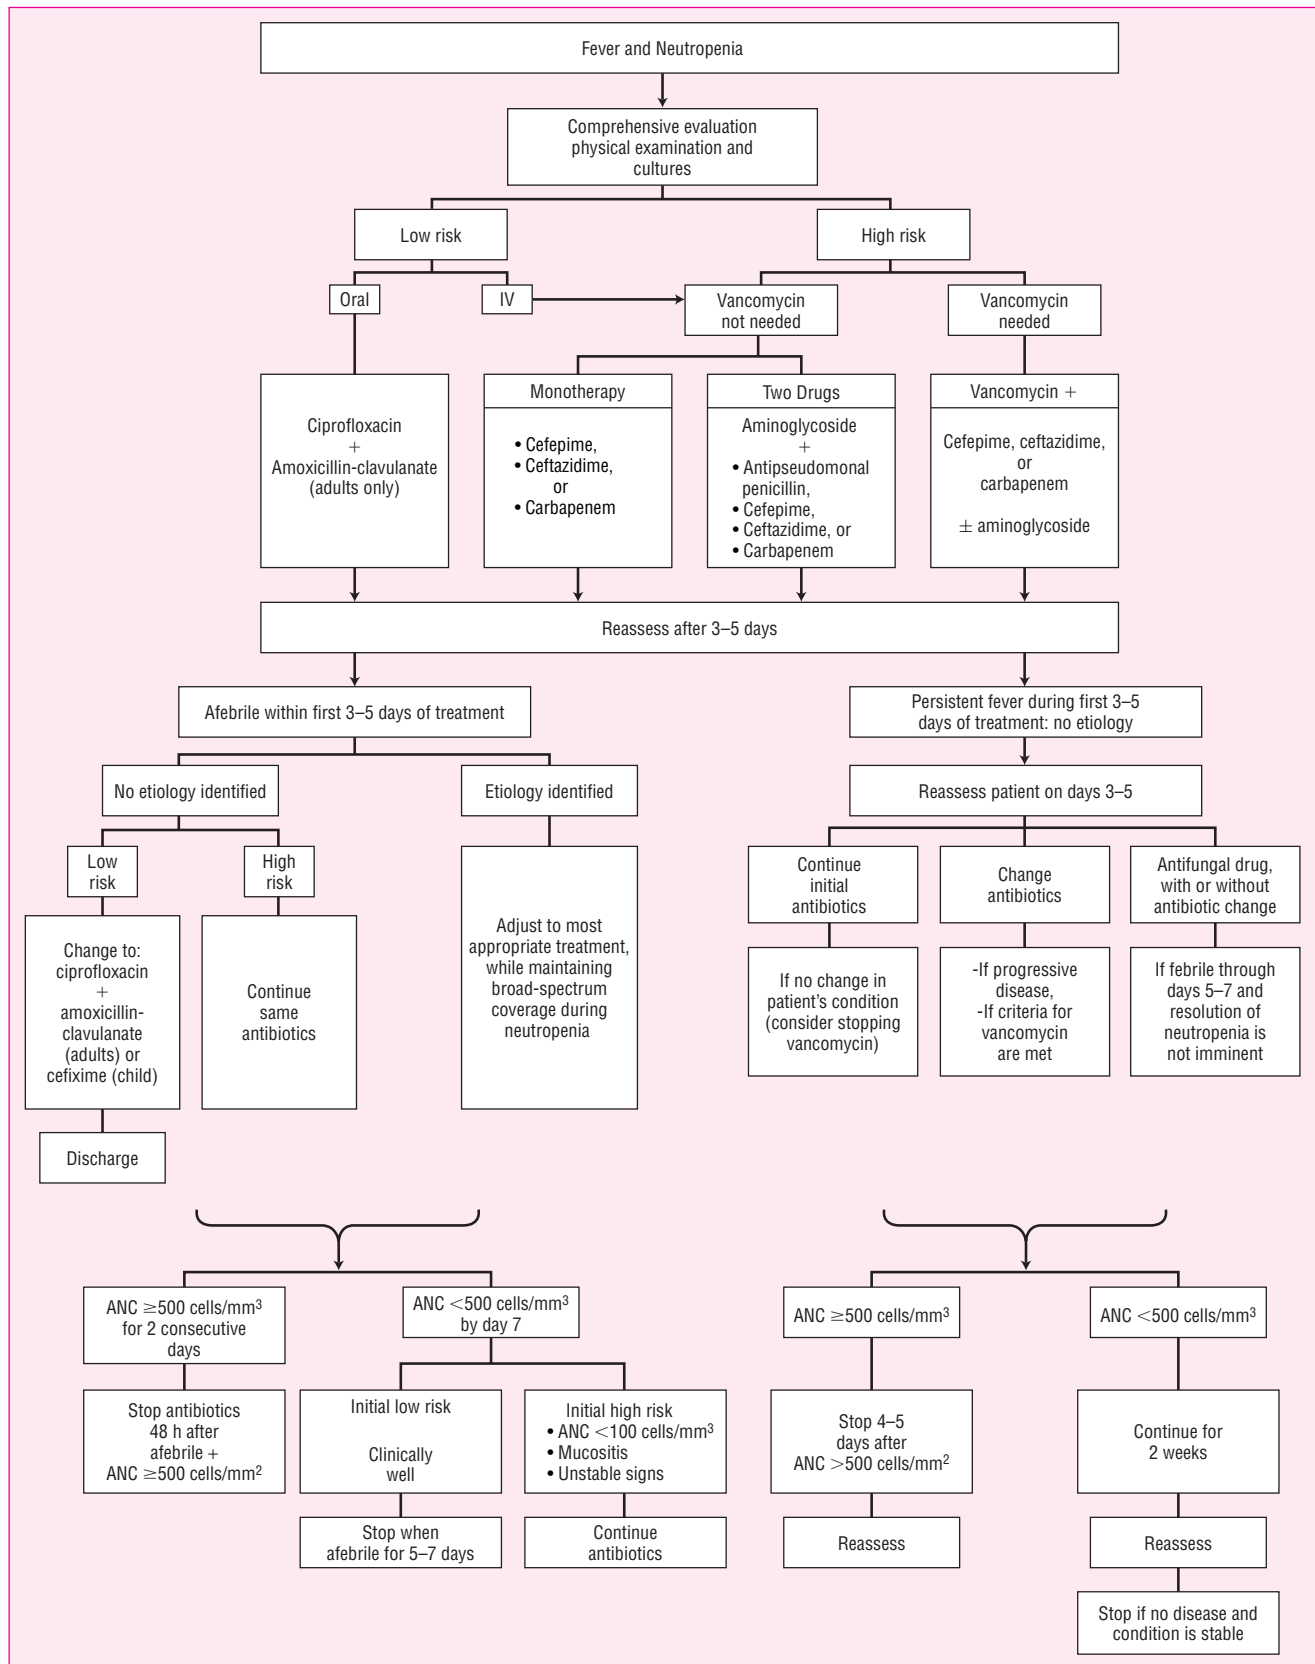 Fever and Neutropenia
Comprehensive evaluation
physical examination and
cultures
Low risk
High risk
Oral
IV
Vancomycin
not needed
Vancomycin
needed
Ciprofloxacin
+
Amoxicillin-clavulanate
(adults only)
Monotherapy
• Cefepime,
• Ceftazidime,
or
• Carbapenem
Two Drugs
Aminoglycoside
+
• Antipseudomonal
penicillin,
• Cefepime,
• Ceftazidime, or
• Carbapenem
Vancomycin +
Cefepime, ceftazidime,
or
carbapenem
± aminoglycoside
Reassess after 3–5 days
Afebrile within first 3–5 days of treatment
Persistent fever during first 3–5
days of treatment: no etiology
No etiology identified
Etiology identified
Reassess patient on days 3–5
Low
risk
High
risk
Change to:
ciprofloxacin
+
amoxicillin-
clavulanate
(adults) or
cefixime (child)
Continue
same
antibiotics
Adjust to most
appropriate treatment,
while maintaining
broad-spectrum
coverage during
neutropenia
Continue
initial
antibiotics
Change
antibiotics
Antifungal drug,
with or without
antibiotic change
If no change in
patient's condition
(consider stopping
vancomycin)
-If progressive
disease,
-If criteria for
vancomycin
are met
If febrile through
days 5–7 and
resolution of
neutropenia is
not imminent
Discharge
ANC ≥500 cells/mm³
for 2 consecutive
days
ANC <500 cells/mm³
by day 7
ANC ≥500 cells/mm³
ANC <500 cells/mm³
Stop antibiotics
48 h after
afebrile +
ANC ≥500 cells/mm²
Initial low risk
Clinically
well
Initial high risk
• ANC <100 cells/mm³
• Mucositis
• Unstable signs
Stop 4–5
days after
ANC >500 cells/mm²
Continue for
2 weeks
Stop when
afebrile for 5–7 days
Continue
antibiotics
Reassess
Reassess
Stop if no disease and
condition is stable